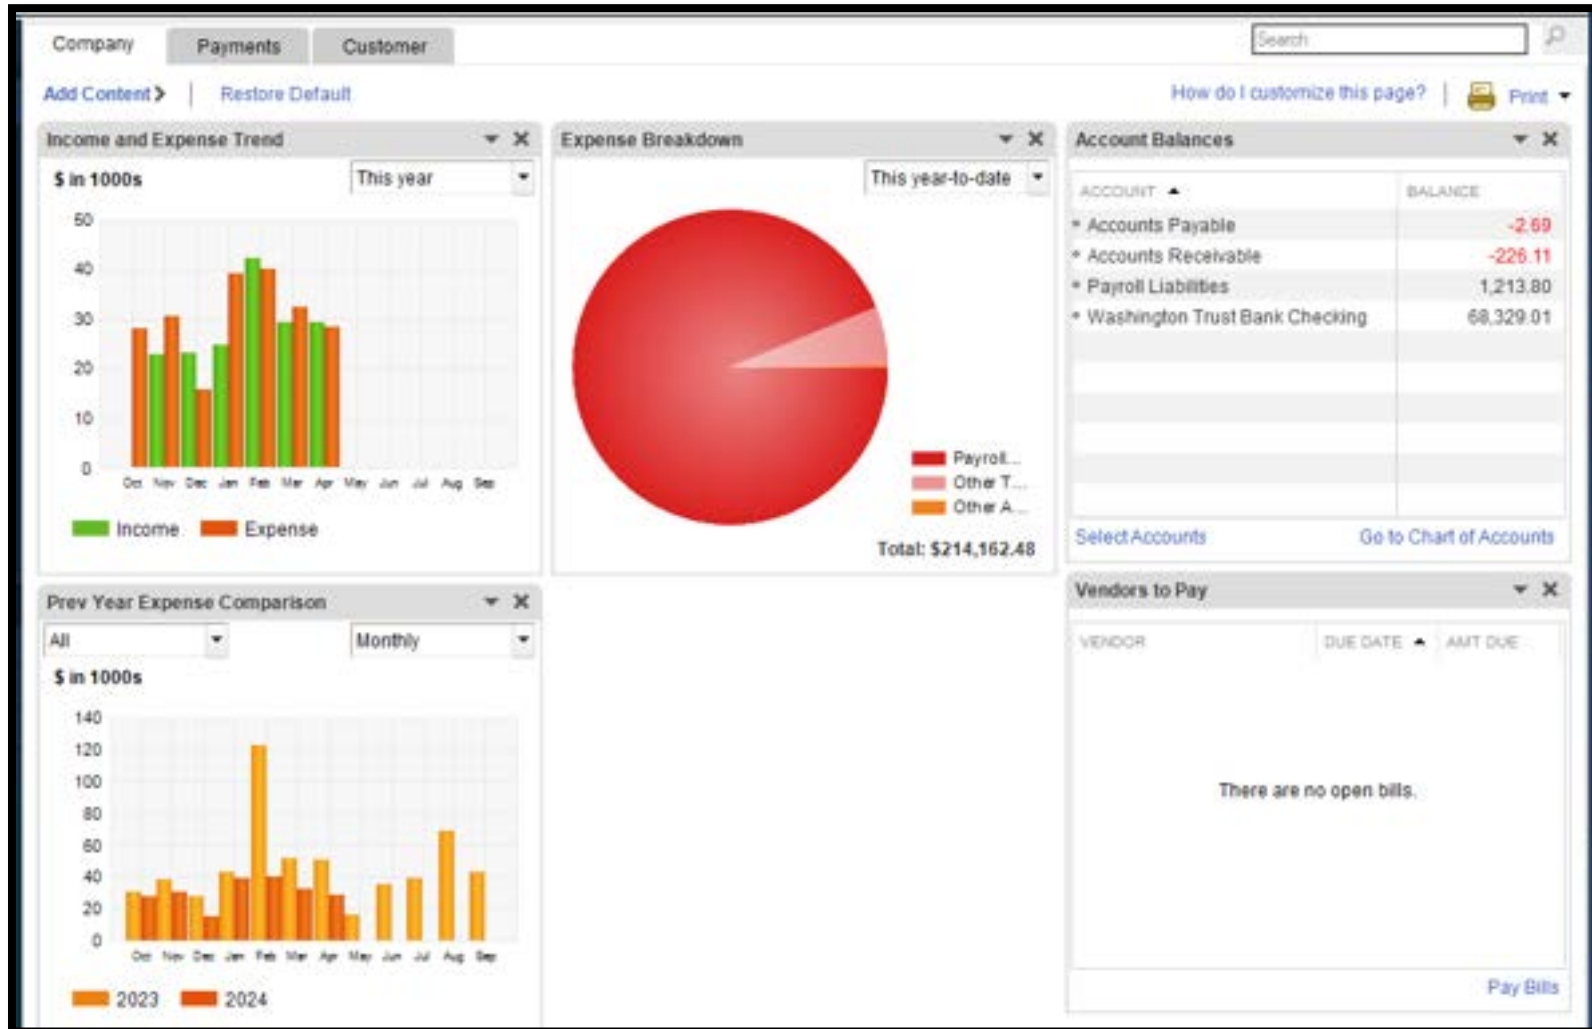 Company Payments Customer Search
Add Content Restore Default How do I customize this page? Print
Income and Expense Trend
$ in 1000s This year
50
40
30
20
10
0
Oct Nov Dec Jan Feb Mar Apr May Jun Jul Aug Sep
Income Expense
Expense Breakdown
This year-to-date
Payroll...
Other T...
Other A...
Total: $214,162.48
Account Balances
ACCOUNT BALANCE
Accounts Payable -2.69
Accounts Receivable -226.11
Payroll Liabilities 1,213.80
Washington Trust Bank Checking 68,329.01
Select Accounts Go to Chart of Accounts
Prev Year Expense Comparison
All Monthly
$ in 1000s
140
120
100
80
60
40
20
0
Oct Nov Dec Jan Feb Mar Apr May Jun Jul Aug Sep
2023 2024
Vendors to Pay
VENDOR DUE DATE AMT DUE
There are no open bills.
Pay Bills